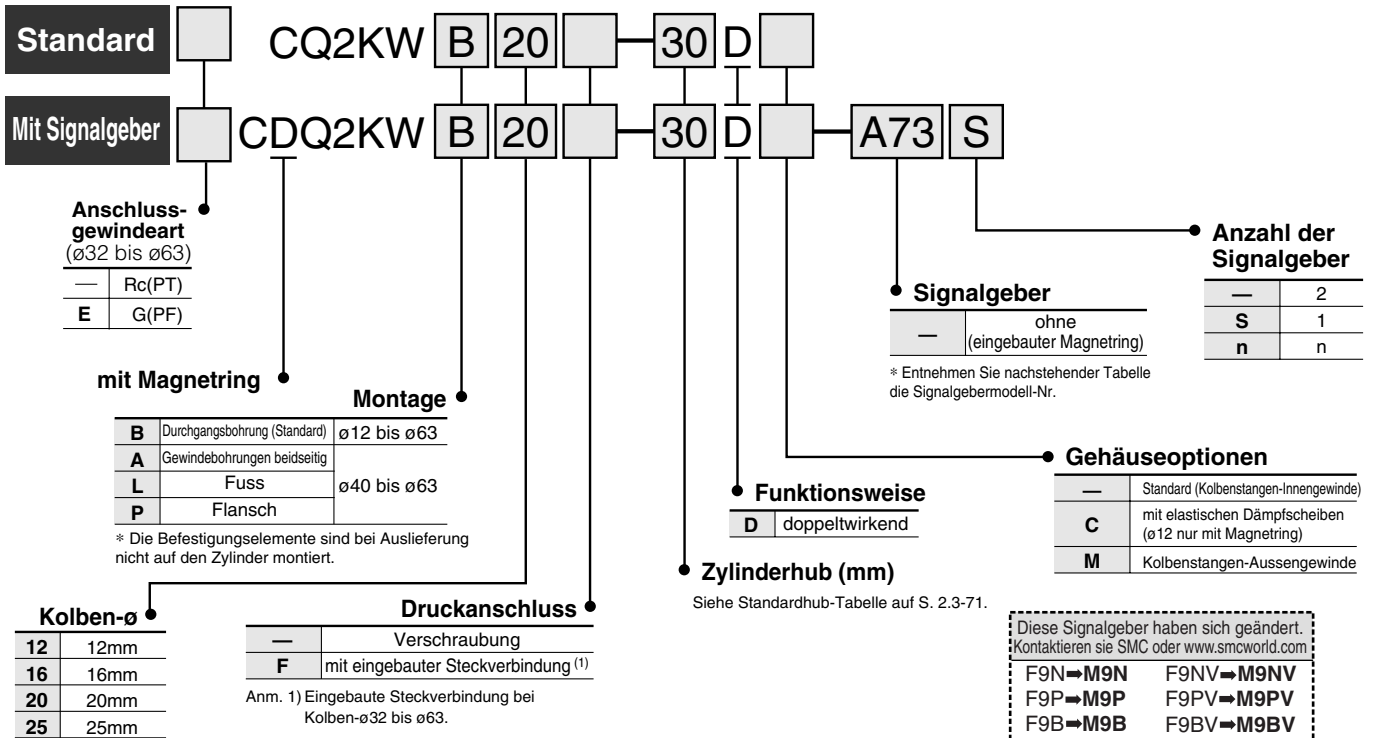 Standard CQ2KW B 20 30 D
Mit Signalgeber CDQ2KW B 20 30 D A73 S
Anschluss-
gewindeart
(ø32 bis ø63)
— Rc(PT)
E G(PF)
mit Magnetring
Montage
B Durchgangsbohrung (Standard) ø12 bis ø63
A Gewindebohrungen beidseitig
L Fuss ø40 bis ø63
P Flansch
* Die Befestigungselemente sind bei Auslieferung
nicht auf den Zylinder montiert.
Kolben-ø
12 12mm
16 16mm
20 20mm
25 25mm
Druckanschluss
— Verschraubung
F mit eingebauter Steckverbindung (1)
Anm. 1) Eingebaute Steckverbindung bei
Kolben-ø32 bis ø63.
Zylinderhub (mm)
Siehe Standardhub-Tabelle auf S. 2.3-71.
Funktionsweise
D doppeltwirkend
Signalgeber
— ohne
(eingebauter Magnetring)
* Entnehmen Sie nachstehender Tabelle
die Signalgebermodell-Nr.
Anzahl der
Signalgeber
— 2
S 1
n n
Gehäuseoptionen
— Standard (Kolbenstangen-Innengewinde)
C mit elastischen Dämpfscheiben
(ø12 nur mit Magnetring)
M Kolbenstangen-Aussengewinde
Diese Signalgeber haben sich geändert.
Kontaktieren sie SMC oder www.smcworld.com
F9N➡M9N F9NV➡M9NV
F9P➡M9P F9PV➡M9PV
F9B➡M9B F9BV➡M9BV